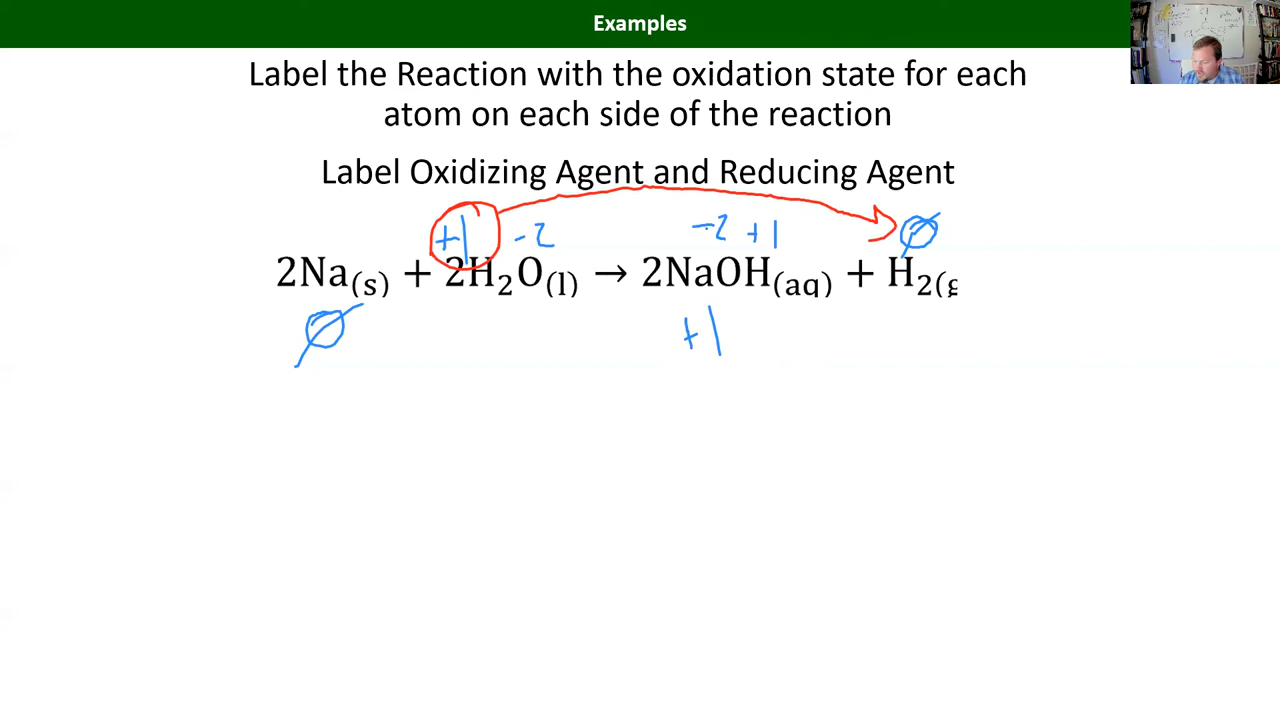 Examples
Label the Reaction with the oxidation state for each
atom on each side of the reaction
Label Oxidizing Agent and Reducing Agent
+1 -2 -2 +1 ∅
2Na(s) + 2H₂O(l) → 2NaOH(aq) + H₂(g
∅ +1